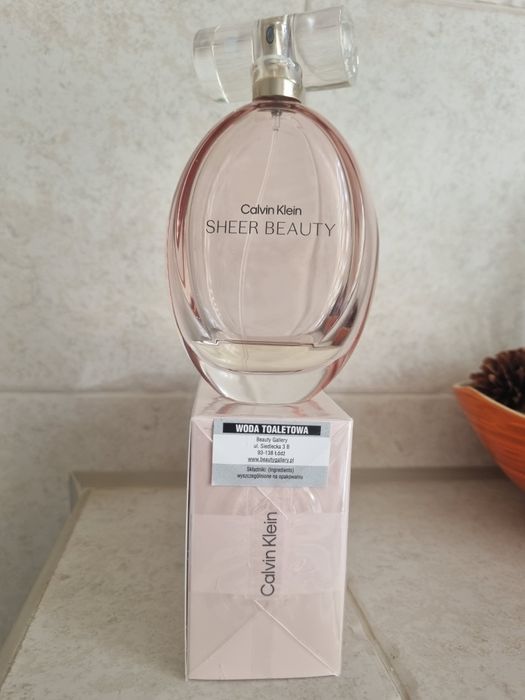 Calvin Klein
SHEER BEAUTY
WODA TOALETOWA
Beauty Gallery
ul. Siedlecka 3 B
93-138 Łódź
www.beautygallery.pl
Składniki: (Ingredients)
wyszczególnione na opakowaniu
Calvin Klein